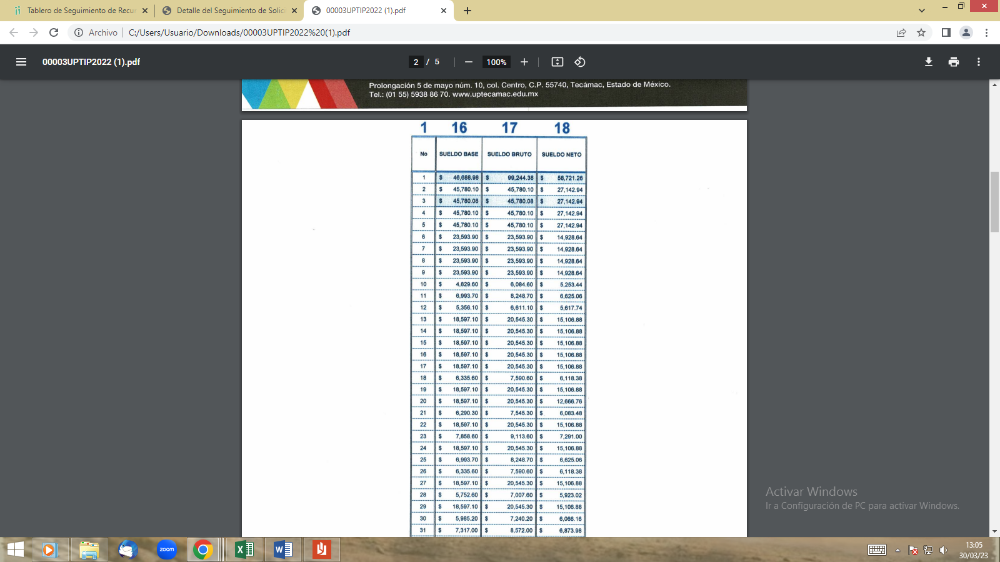 Tablero de Seguimiento de Recur
Detalle del Seguimiento de Solici
00003UPTIP2022 (1).pdf
Archivo
C:/Users/Usuario/Downloads/00003UPTIP2022%20(1).pdf
00003UPTIP2022 (1).pdf
2 / 5
100%
Prolongación 5 de mayo núm. 10, col. Centro, C.P. 55740, Tecámac, Estado de México.
Tel.: (01 55) 5938 86 70. www.uptecamac.edu.mx
1 16 17 18
No SUELDO BASE SUELDO BRUTO SUELDO NETO
1 $ 46,688.98 $ 99,244.38 $ 58,721.26
2 $ 45,780.10 $ 45,780.10 $ 27,142.94
3 $ 45,780.08 $ 45,780.08 $ 27,142.94
4 $ 45,780.10 $ 45,780.10 $ 27,142.94
5 $ 45,780.10 $ 45,780.10 $ 27,142.94
6 $ 23,593.90 $ 23,593.90 $ 14,928.64
7 $ 23,593.90 $ 23,593.90 $ 14,928.64
8 $ 23,593.90 $ 23,593.90 $ 14,928.64
9 $ 23,593.90 $ 23,593.90 $ 14,928.64
10 $ 4,829.60 $ 6,084.60 $ 5,253.44
11 $ 6,993.70 $ 8,248.70 $ 6,625.06
12 $ 5,356.10 $ 6,611.10 $ 5,617.74
13 $ 18,597.10 $ 20,545.30 $ 15,106.88
14 $ 18,597.10 $ 20,545.30 $ 15,106.88
15 $ 18,597.10 $ 20,545.30 $ 15,106.88
16 $ 18,597.10 $ 20,545.30 $ 15,106.88
17 $ 18,597.10 $ 20,545.30 $ 15,106.88
18 $ 6,335.60 $ 7,590.60 $ 6,118.38
19 $ 18,597.10 $ 20,545.30 $ 15,106.88
20 $ 18,597.10 $ 20,545.30 $ 12,666.76
21 $ 6,290.30 $ 7,545.30 $ 6,083.48
22 $ 18,597.10 $ 20,545.30 $ 15,106.88
23 $ 7,858.60 $ 9,113.60 $ 7,291.00
24 $ 18,597.10 $ 20,545.30 $ 15,106.88
25 $ 6,993.70 $ 8,248.70 $ 6,625.06
26 $ 6,335.60 $ 7,590.60 $ 6,118.38
27 $ 18,597.10 $ 20,545.30 $ 15,106.88
28 $ 5,752.60 $ 7,007.60 $ 5,923.02
29 $ 18,597.10 $ 20,545.30 $ 15,106.88
30 $ 5,985.20 $ 7,240.20 $ 6,066.16
31 $ 7,317.00 $ 8,572.00 $ 6,873.98
Activar Windows
Ir a Configuración de PC para activar Windows.
zoom
13:05
30/03/23